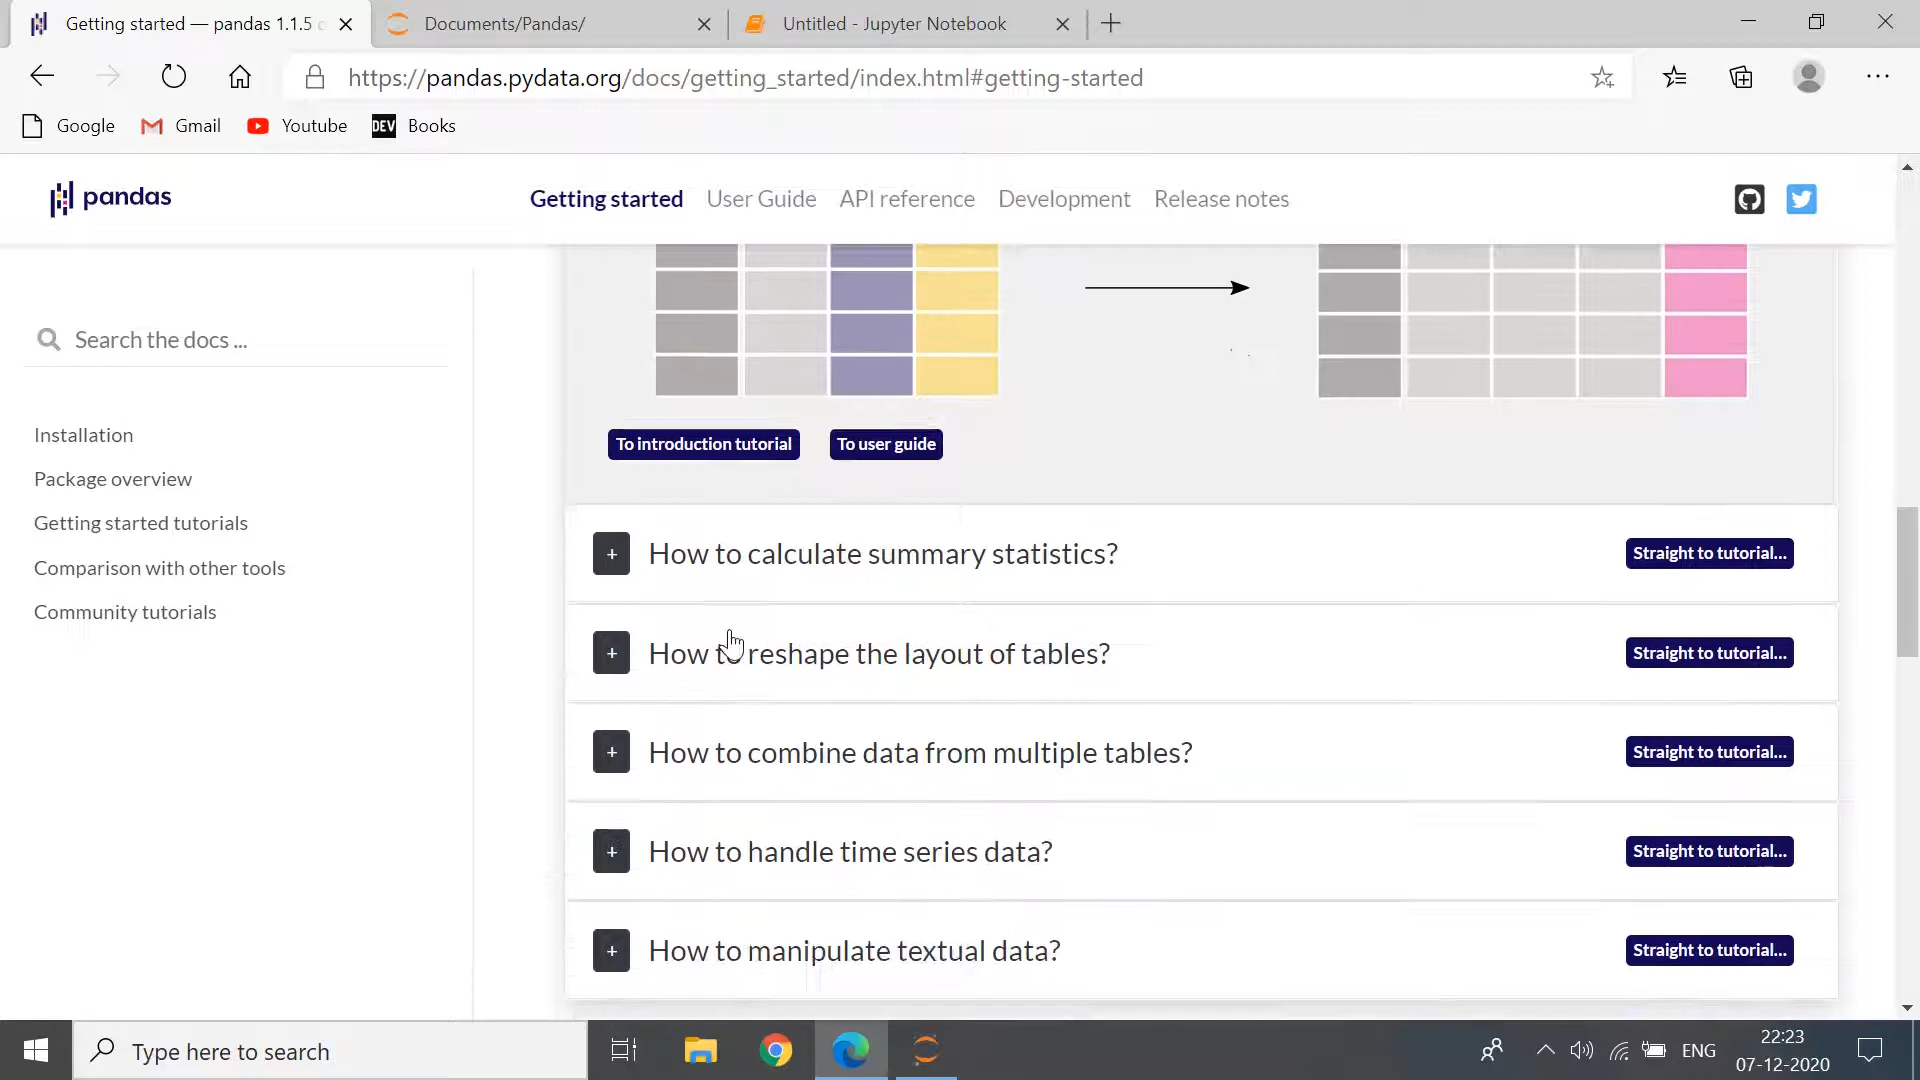 Getting started — pandas 1.1.5
Documents/Pandas/
Untitled - Jupyter Notebook
https://pandas.pydata.org/docs/getting_started/index.html#getting-started
Google
Gmail
Youtube
DEV
Books
pandas
Getting started
User Guide
API reference
Development
Release notes
Search the docs ...
Installation
Package overview
Getting started tutorials
Comparison with other tools
Community tutorials
To introduction tutorial
To user guide
+ How to calculate summary statistics?
Straight to tutorial...
+ How to reshape the layout of tables?
Straight to tutorial...
+ How to combine data from multiple tables?
Straight to tutorial...
+ How to handle time series data?
Straight to tutorial...
+ How to manipulate textual data?
Straight to tutorial...
Type here to search
ENG
22:23
07-12-2020